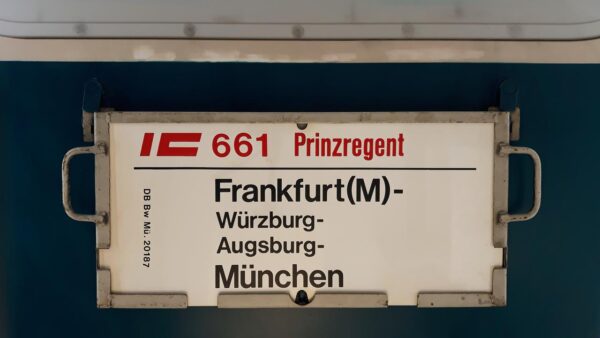 IC 661 Prinzregent
Frankfurt(M)-
Würzburg-
Augsburg-
München
DB Bw Mü. 20187